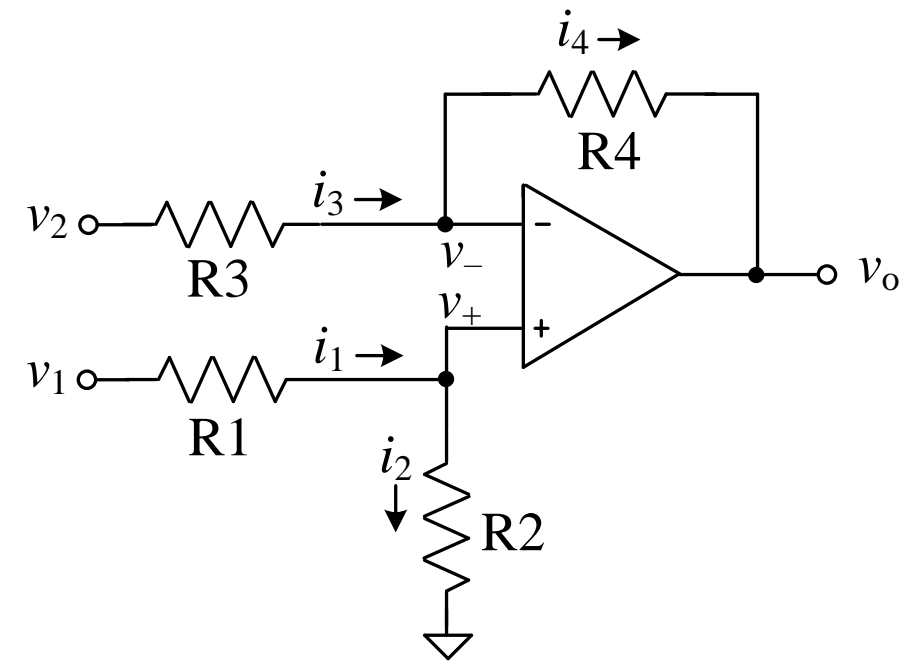 i₄
R4
i₃
v₂
R3
v₋
−
vₒ
v₊
+
i₁
v₁
R1
i₂
R2